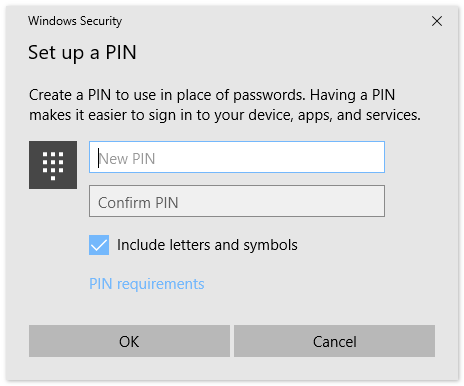 Windows Security
Set up a PIN
Create a PIN to use in place of passwords. Having a PIN
makes it easier to sign in to your device, apps, and services.
New PIN
Confirm PIN
Include letters and symbols
PIN requirements
OK
Cancel